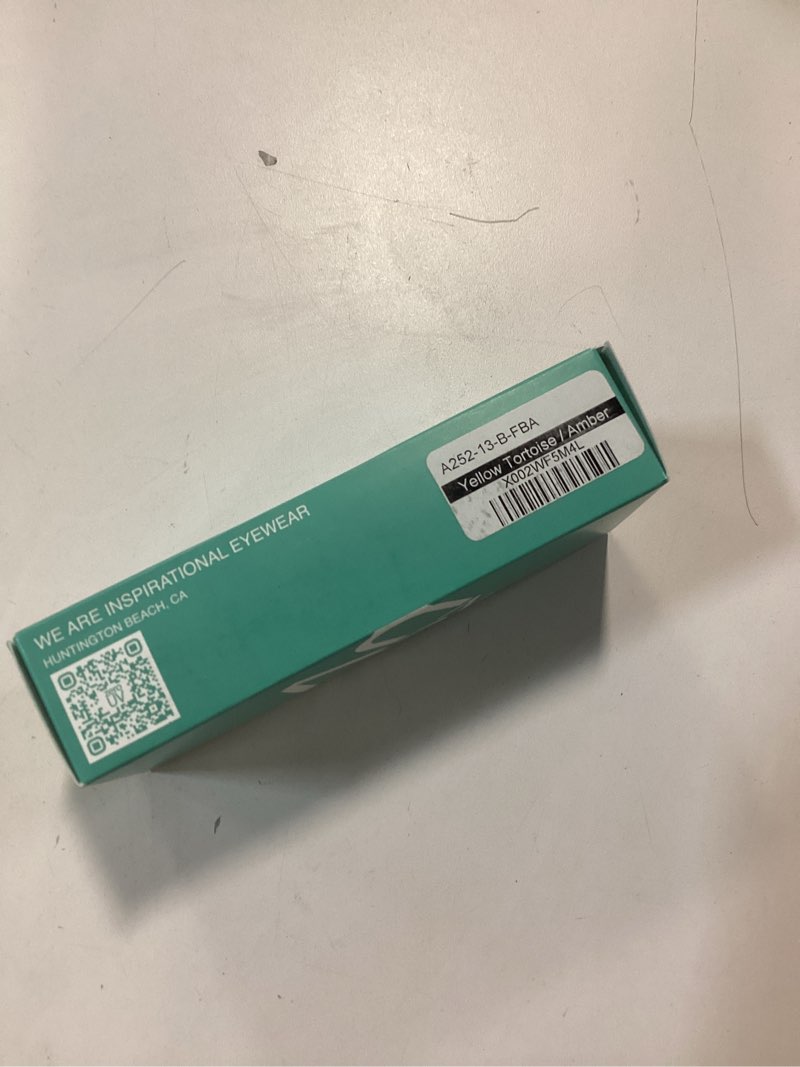 A252-13-B-FBA
Yellow Tortoise / Amber
X002WF5M4L
WE ARE INSPIRATIONAL EYEWEAR
HUNTINGTON BEACH, CA